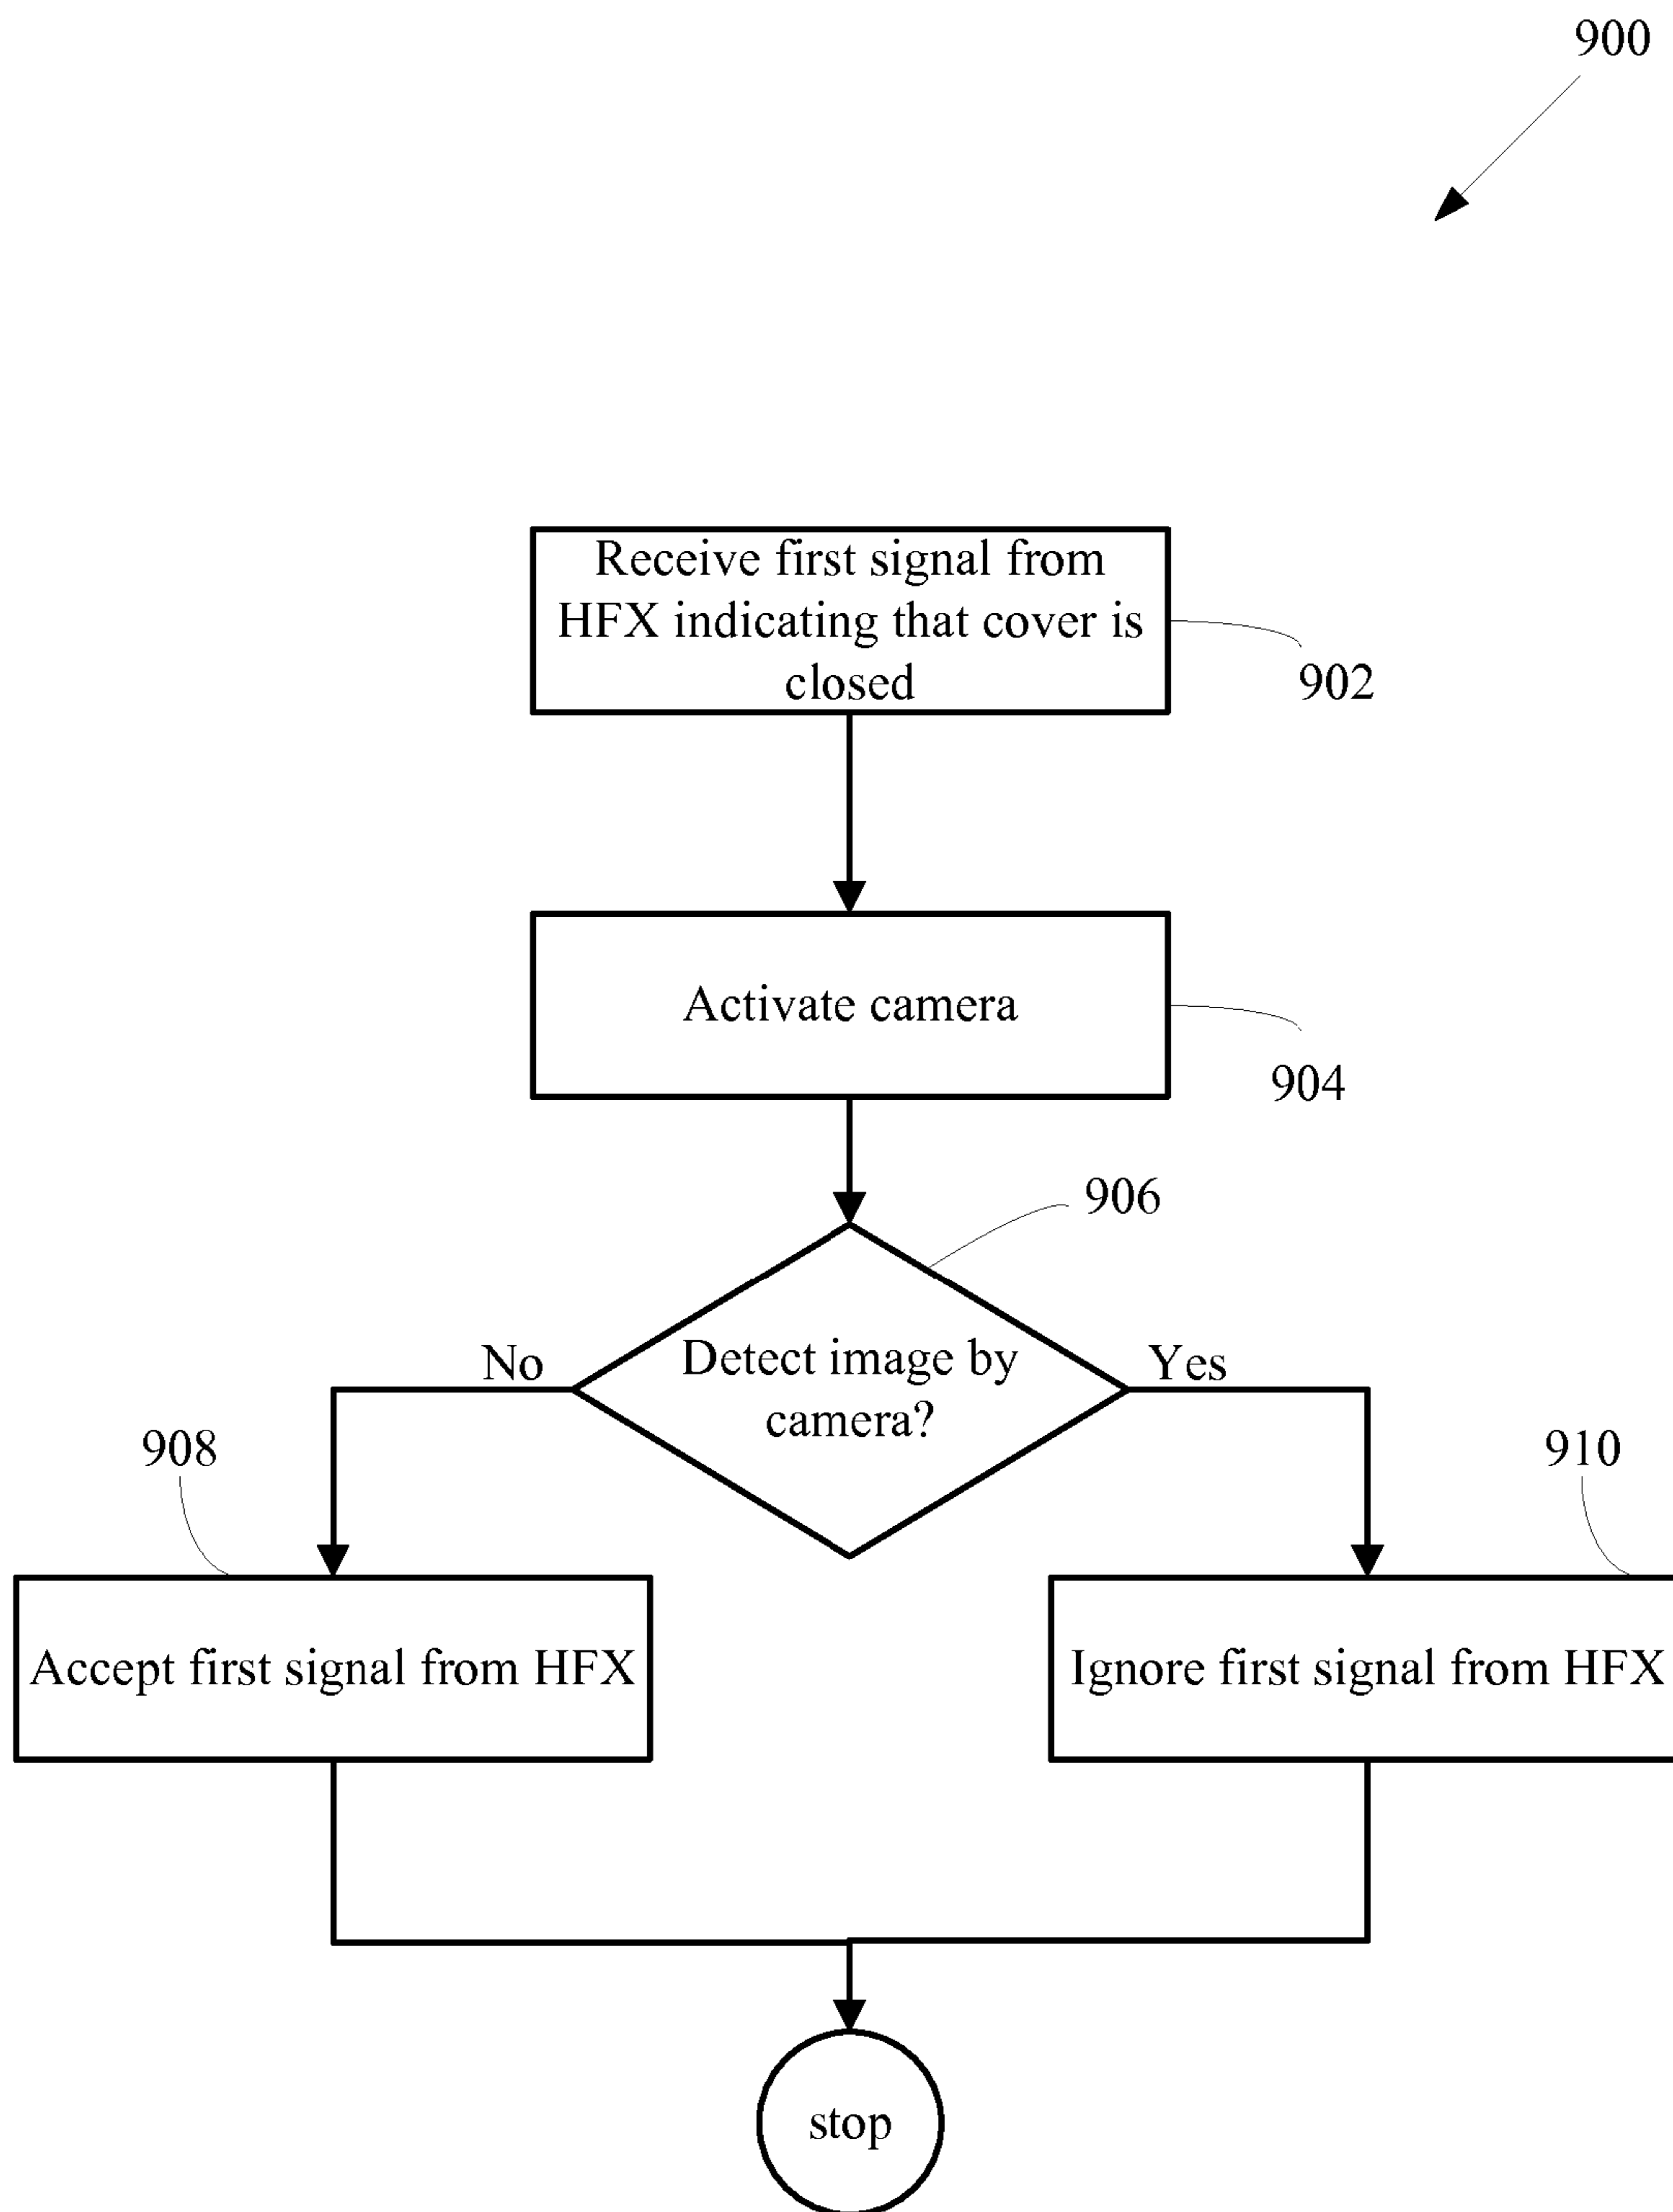 900
Receive first signal from
HFX indicating that cover is
closed
902
Activate camera
904
906
No
Detect image by
camera?
Yes
908
910
Accept first signal from HFX
Ignore first signal from HFX
stop